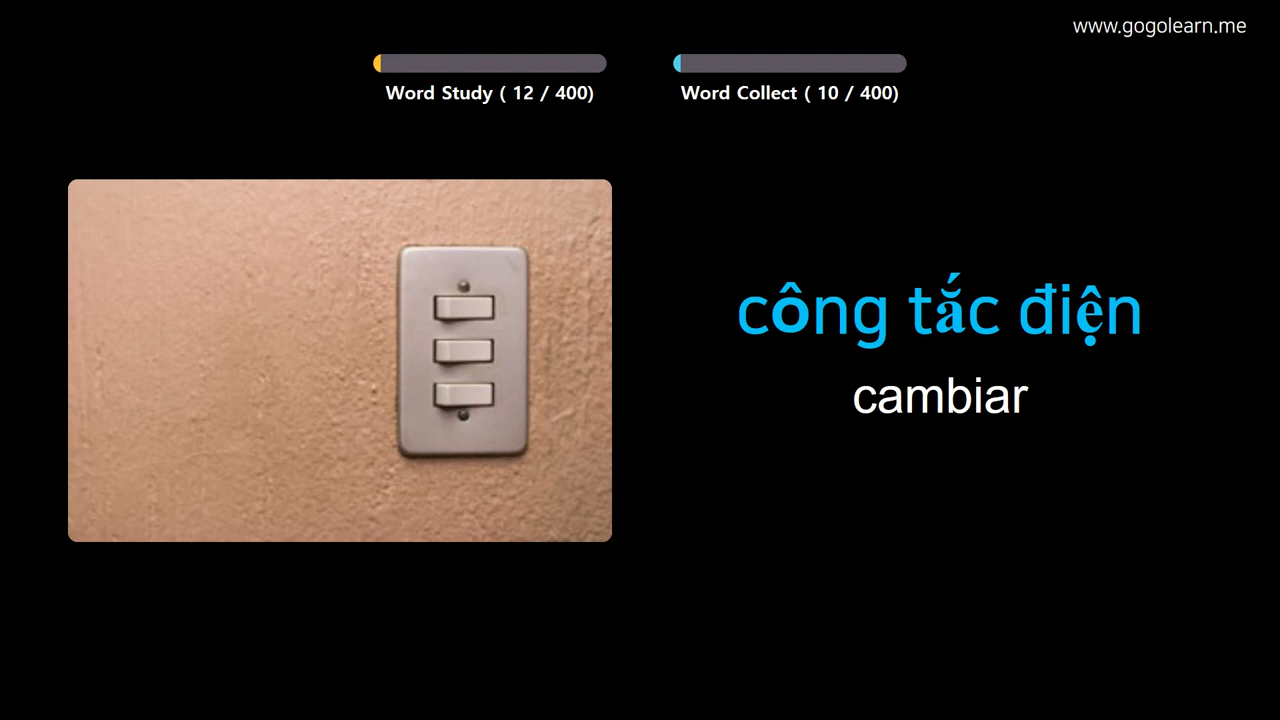 www.gogolearn.me
Word Study ( 12 / 400)
Word Collect ( 10 / 400)
công tắc điện
cambiar